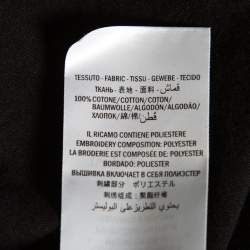 TESSUTO - FABRIC - TISSU - GEWEBE - TECIDO
ТКАНЬ - 表地 - 面料 - قماش
100% COTONE/COTTON/COTON/
BAUMWOLLE/ALGODÓN/ALGODÃO/
ХЛОПОК/綿/棉/قطن
IL RICAMO CONTIENE POLIESTERE
EMBROIDERY COMPOSITION: POLYESTER
LA BRODERIE EST COMPOSÉE DE: POLYESTER
BORDADO: POLIESTER
ВЫШИВКА ВКЛЮЧАЕТ В СЕБЯ ПОЛИЭСТЕР
刺繍部分 ポリエステル
刺绣组成: 聚酯纤维
يحتوي التطريز على البوليستر